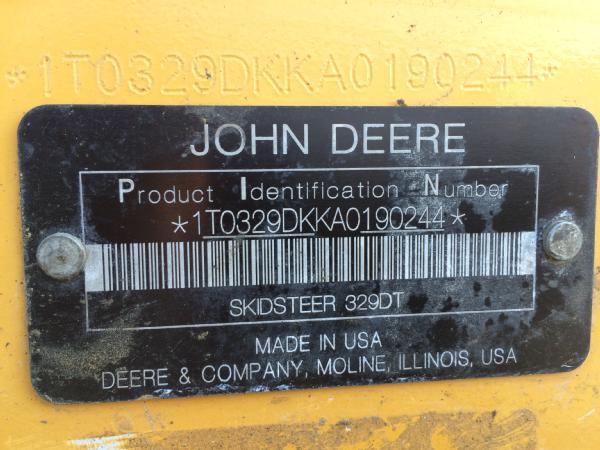 *1T0329DKKA0190244*
JOHN DEERE
Product Identification Number
*1T0329DKKA0190244*
SKIDSTEER 329DT
MADE IN USA
DEERE & COMPANY, MOLINE, ILLINOIS, USA